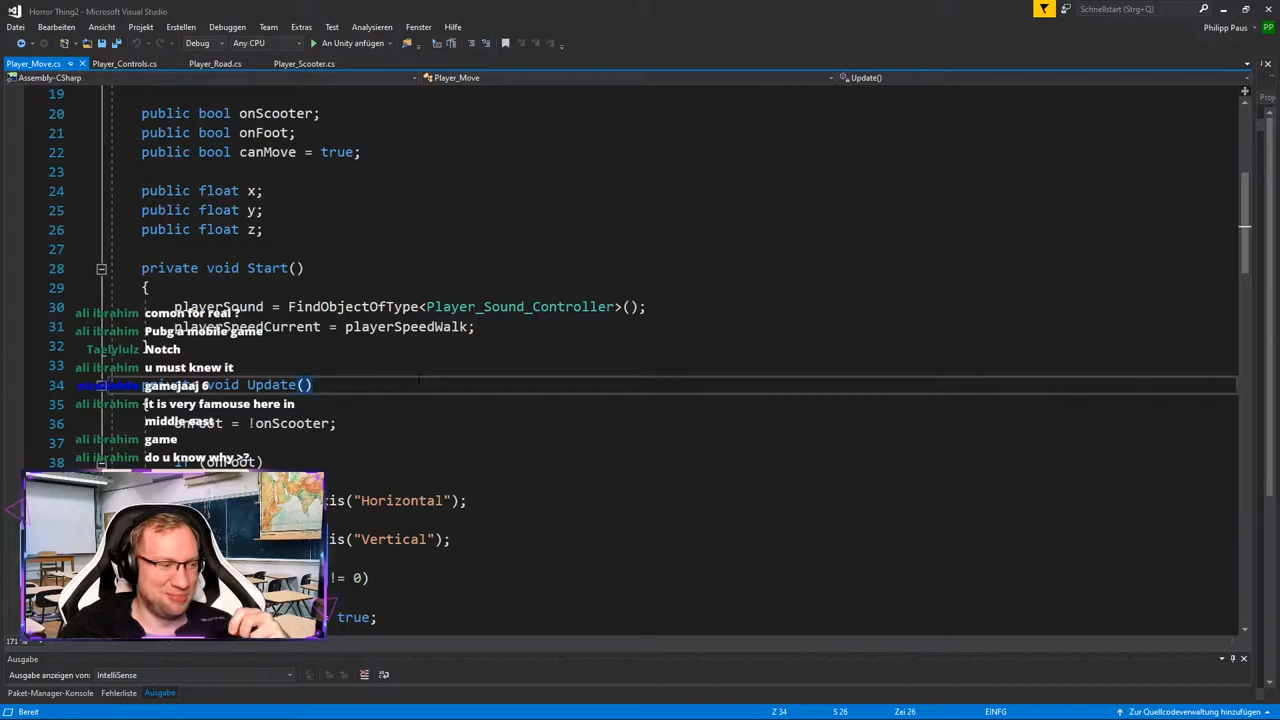 Horror Thing2 - Microsoft Visual Studio
Schnellstart (Strg+Q)
Datei Bearbeiten Ansicht Projekt Erstellen Debuggen Team Extras Test Analysieren Fenster Hilfe
Philipp Paus PP
Debug Any CPU An Unity anfügen
Player_Move.cs Player_Controls.cs Player_Road.cs Player_Scooter.cs
Assembly-CSharp Player_Move Update()
Proje
19
20 public bool onScooter;
21 public bool onFoot;
22 public bool canMove = true;
23
24 public float x;
25 public float y;
26 public float z;
27
28 private void Start()
29 {
30 playerSound = FindObjectOfType<Player_Sound_Controller>();
31 playerSpeedCurrent = playerSpeedWalk;
32
33
34 void Update()
35 {
36 = !onScooter;
37
38 if (onFoot)
is("Horizontal");
is("Vertical");
!= 0)
true;
ali ibrahim comon for real ?
ali ibrahim Pubg a mobile game
Taelylulz Notch
ali ibrahim u must knew it
gamejaaj 6
ali ibrahim it is very famouse here in
middle east
ali ibrahim game
ali ibrahim do u know why >?
171 %
Ausgabe
Ausgabe anzeigen von: IntelliSense
Paket-Manager-Konsole Fehlerliste Ausgabe
Bereit Z 34 S 26 Zei 26 EINFG Zur Quellcodeverwaltung hinzufügen